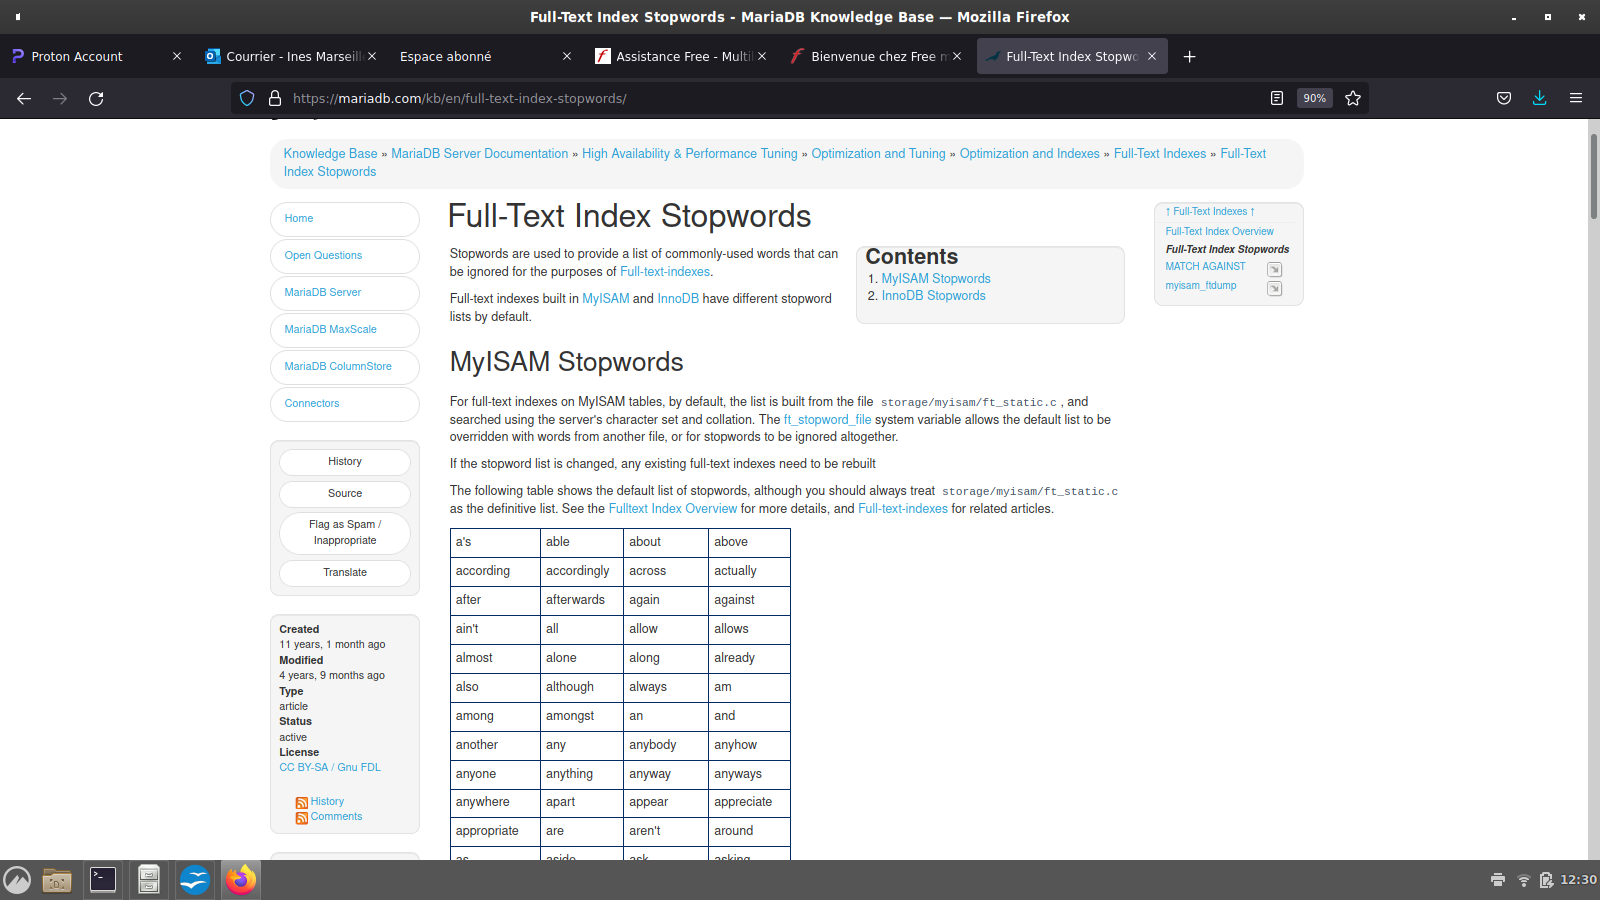 Full-Text Index Stopwords - MariaDB Knowledge Base — Mozilla Firefox
Proton Account
Courrier - Ines Marseill
Espace abonné
Assistance Free - Multi
Bienvenue chez Free m
Full-Text Index Stopwo
https://mariadb.com/kb/en/full-text-index-stopwords/
90%
Knowledge Base » MariaDB Server Documentation » High Availability & Performance Tuning » Optimization and Tuning » Optimization and Indexes » Full-Text Indexes » Full-Text
Index Stopwords
Home
Open Questions
MariaDB Server
MariaDB MaxScale
MariaDB ColumnStore
Connectors
History
Source
Flag as Spam /
Inappropriate
Translate
Created
11 years, 1 month ago
Modified
4 years, 9 months ago
Type
article
Status
active
License
CC BY-SA / Gnu FDL
History
Comments
Full-Text Index Stopwords
Stopwords are used to provide a list of commonly-used words that can
be ignored for the purposes of Full-text-indexes.
Full-text indexes built in MyISAM and InnoDB have different stopword
lists by default.
Contents
1. MyISAM Stopwords
2. InnoDB Stopwords
MyISAM Stopwords
For full-text indexes on MyISAM tables, by default, the list is built from the file storage/myisam/ft_static.c , and
searched using the server's character set and collation. The ft_stopword_file system variable allows the default list to be
overridden with words from another file, or for stopwords to be ignored altogether.
If the stopword list is changed, any existing full-text indexes need to be rebuilt
The following table shows the default list of stopwords, although you should always treat storage/myisam/ft_static.c
as the definitive list. See the Fulltext Index Overview for more details, and Full-text-indexes for related articles.
a's able about above
according accordingly across actually
after afterwards again against
ain't all allow allows
almost alone along already
also although always am
among amongst an and
another any anybody anyhow
anyone anything anyway anyways
anywhere apart appear appreciate
appropriate are aren't around
as aside ask asking
↑ Full-Text Indexes ↑
Full-Text Index Overview
Full-Text Index Stopwords
MATCH AGAINST
myisam_ftdump
12:30